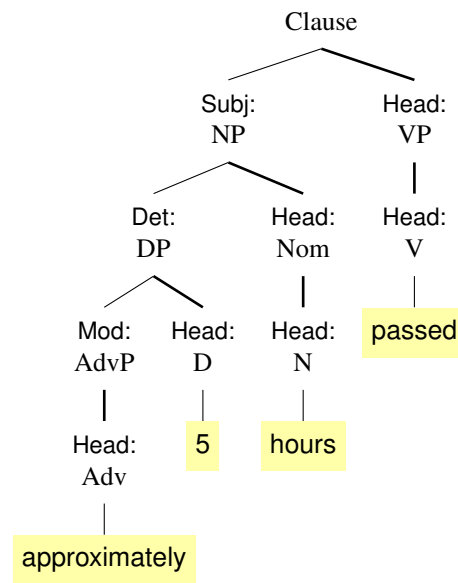 Clause
Subj: Head:
NP VP
Det: Head: Head:
DP Nom V
Mod: Head: Head: passed
AdvP D N
Head: 5 hours
Adv
approximately